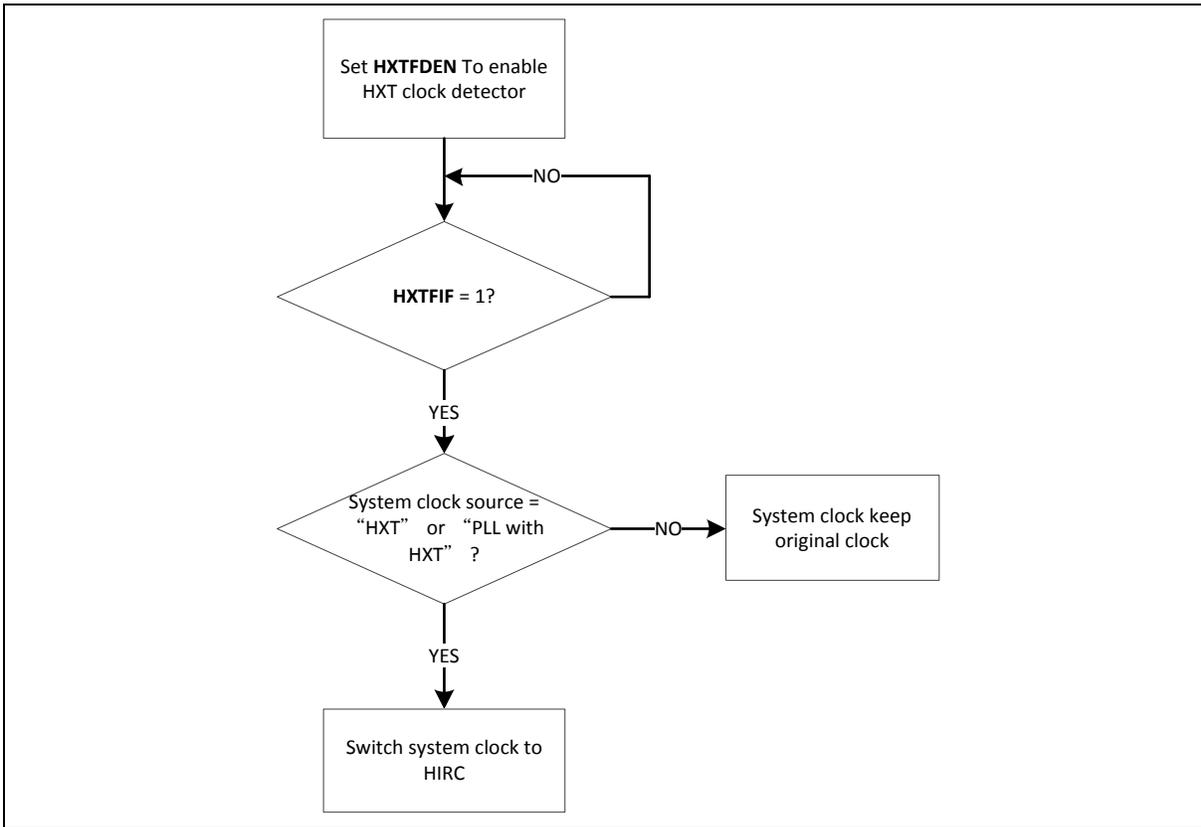 Set HXTFDEN To enable
HXT clock detector
NO
HXTFIF = 1?
YES
System clock source =
“HXT” or “PLL with
HXT” ?
NO
System clock keep
original clock
YES
Switch system clock to
HIRC